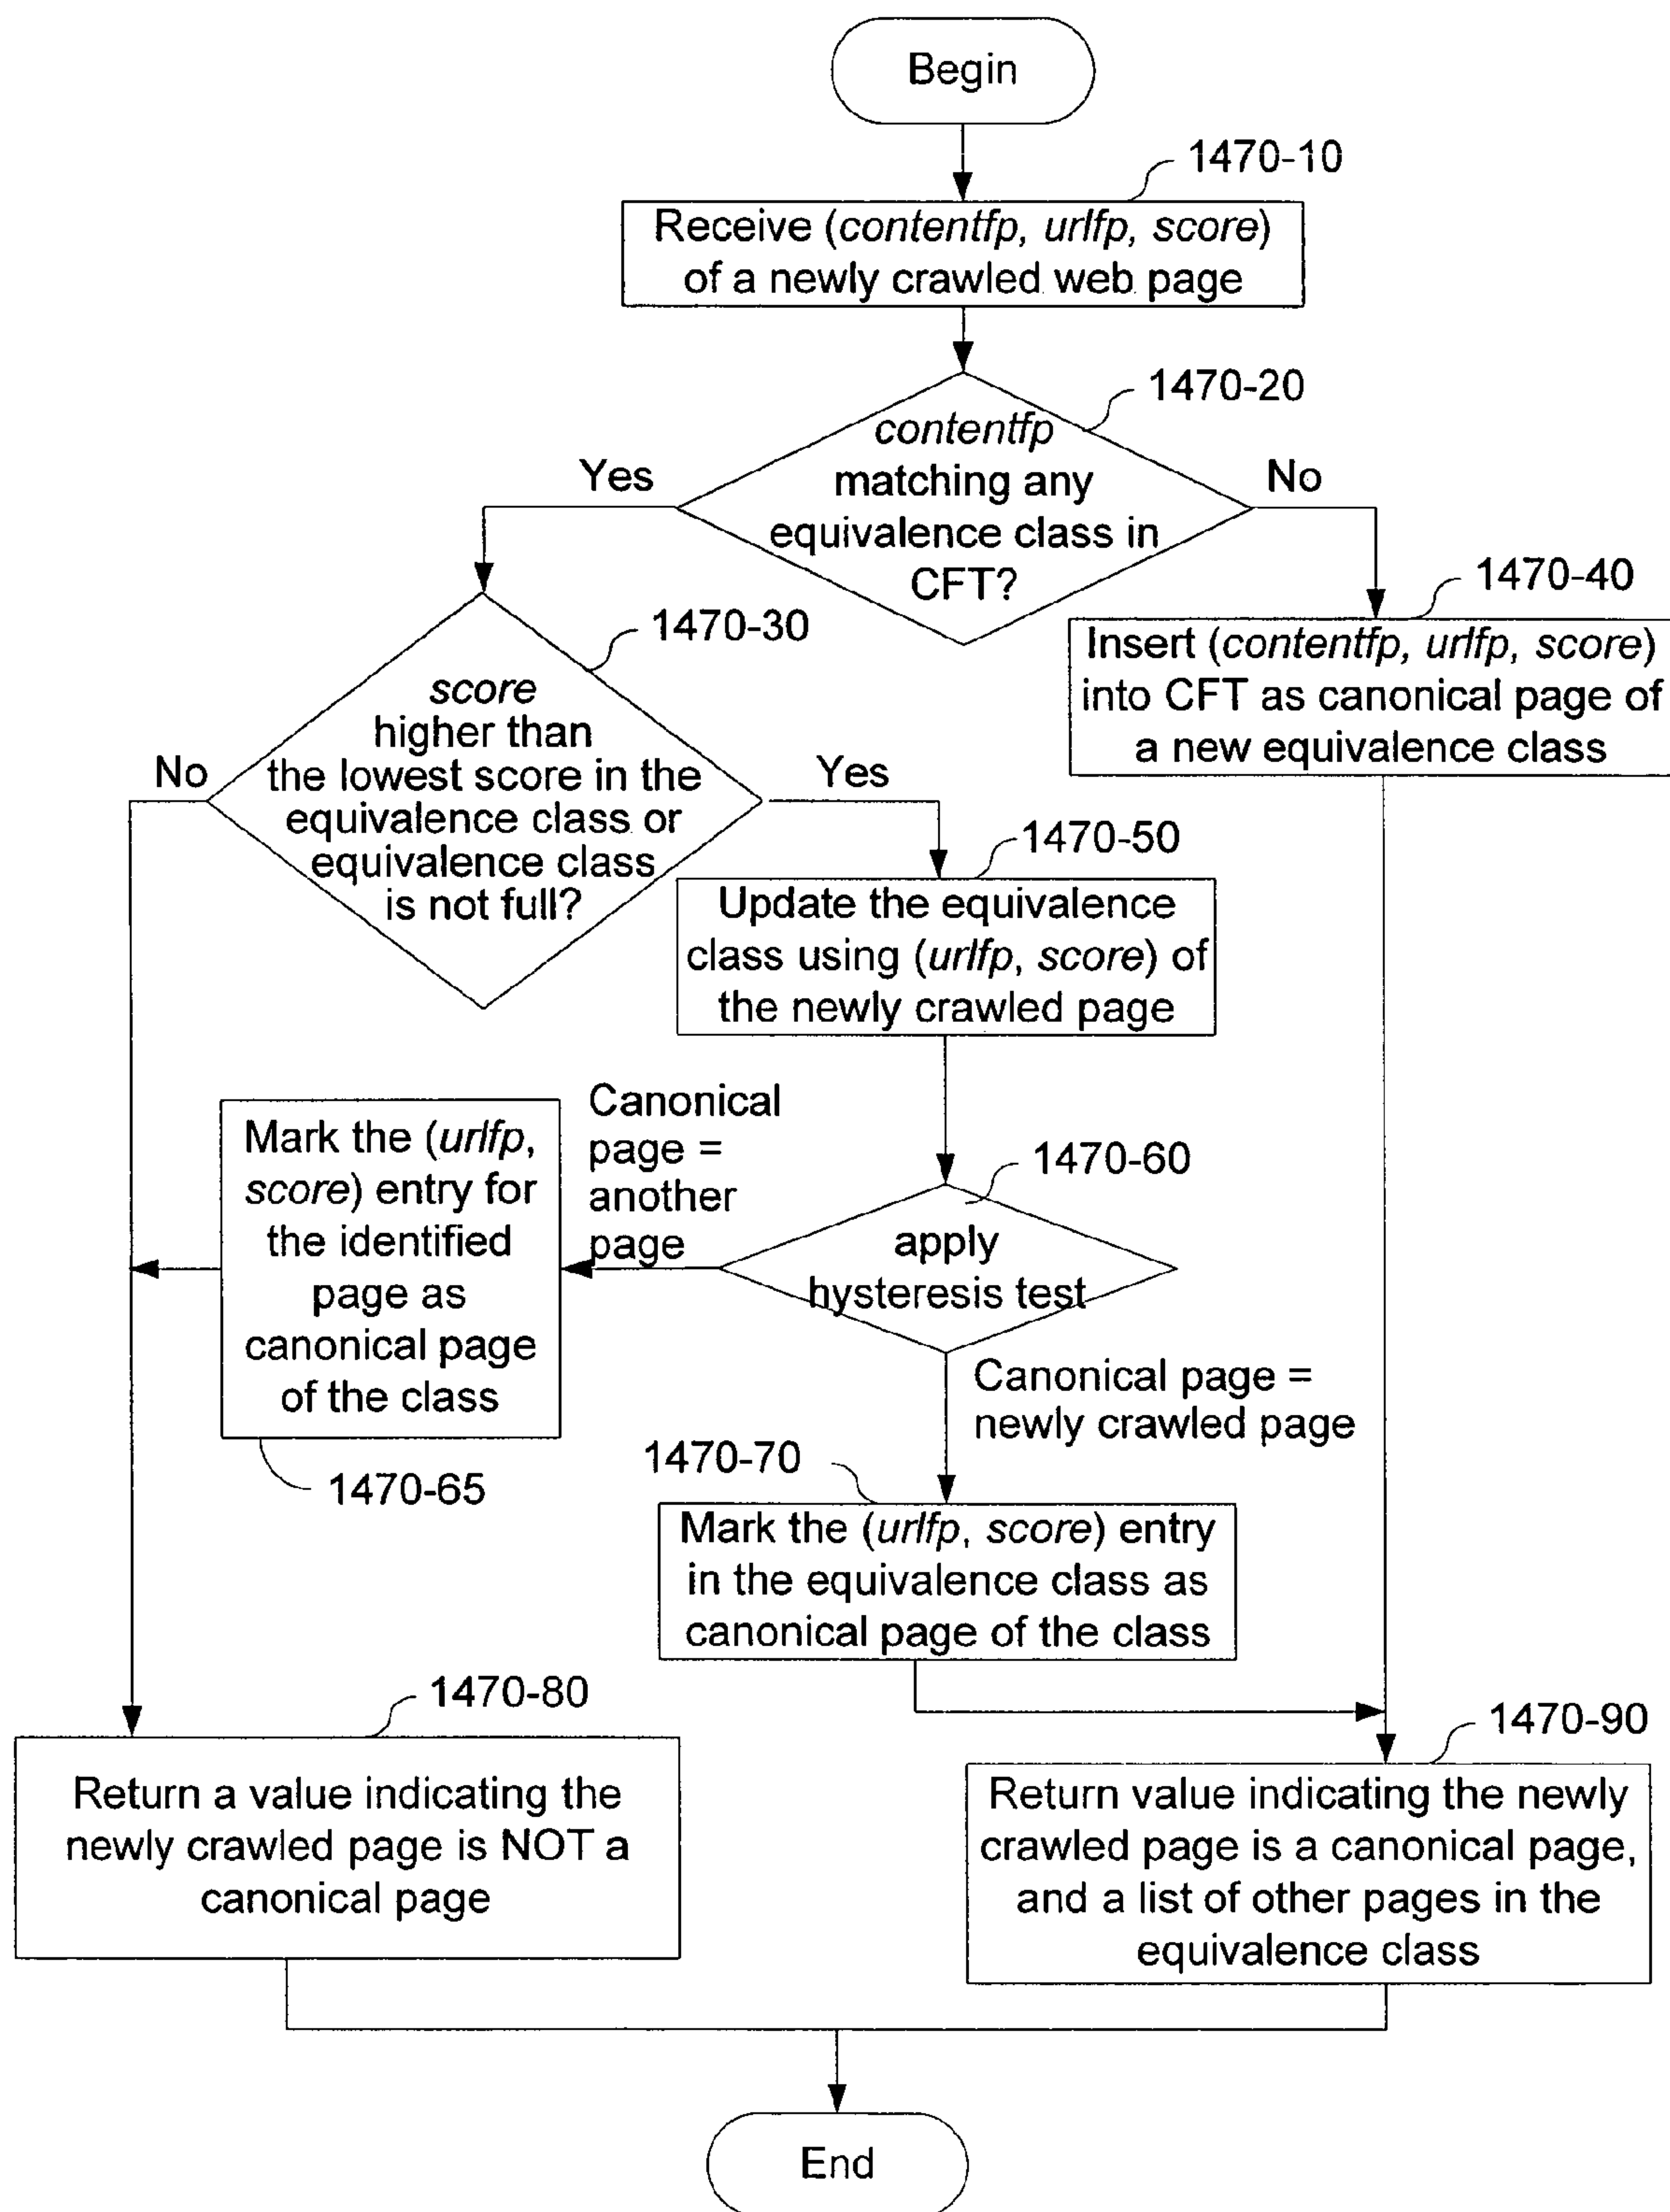 Begin
1470-10
Receive (contentfp, urlfp, score)
of a newly crawled web page
1470-20
contentfp
matching any
equivalence class in
CFT?
Yes
No
1470-30
score
higher than
the lowest score in the
equivalence class or
equivalence class
is not full?
1470-40
Insert (contentfp, urlfp, score)
into CFT as canonical page of
a new equivalence class
No
Yes
1470-50
Update the equivalence
class using (urlfp, score) of
the newly crawled page
1470-60
apply
hysteresis test
Canonical
page =
another
page
Mark the (urlfp,
score) entry for
the identified
page as
canonical page
of the class
1470-65
Canonical page =
newly crawled page
1470-70
Mark the (urlfp, score) entry
in the equivalence class as
canonical page of the class
1470-80
Return a value indicating the
newly crawled page is NOT a
canonical page
1470-90
Return value indicating the newly
crawled page is a canonical page,
and a list of other pages in the
equivalence class
End